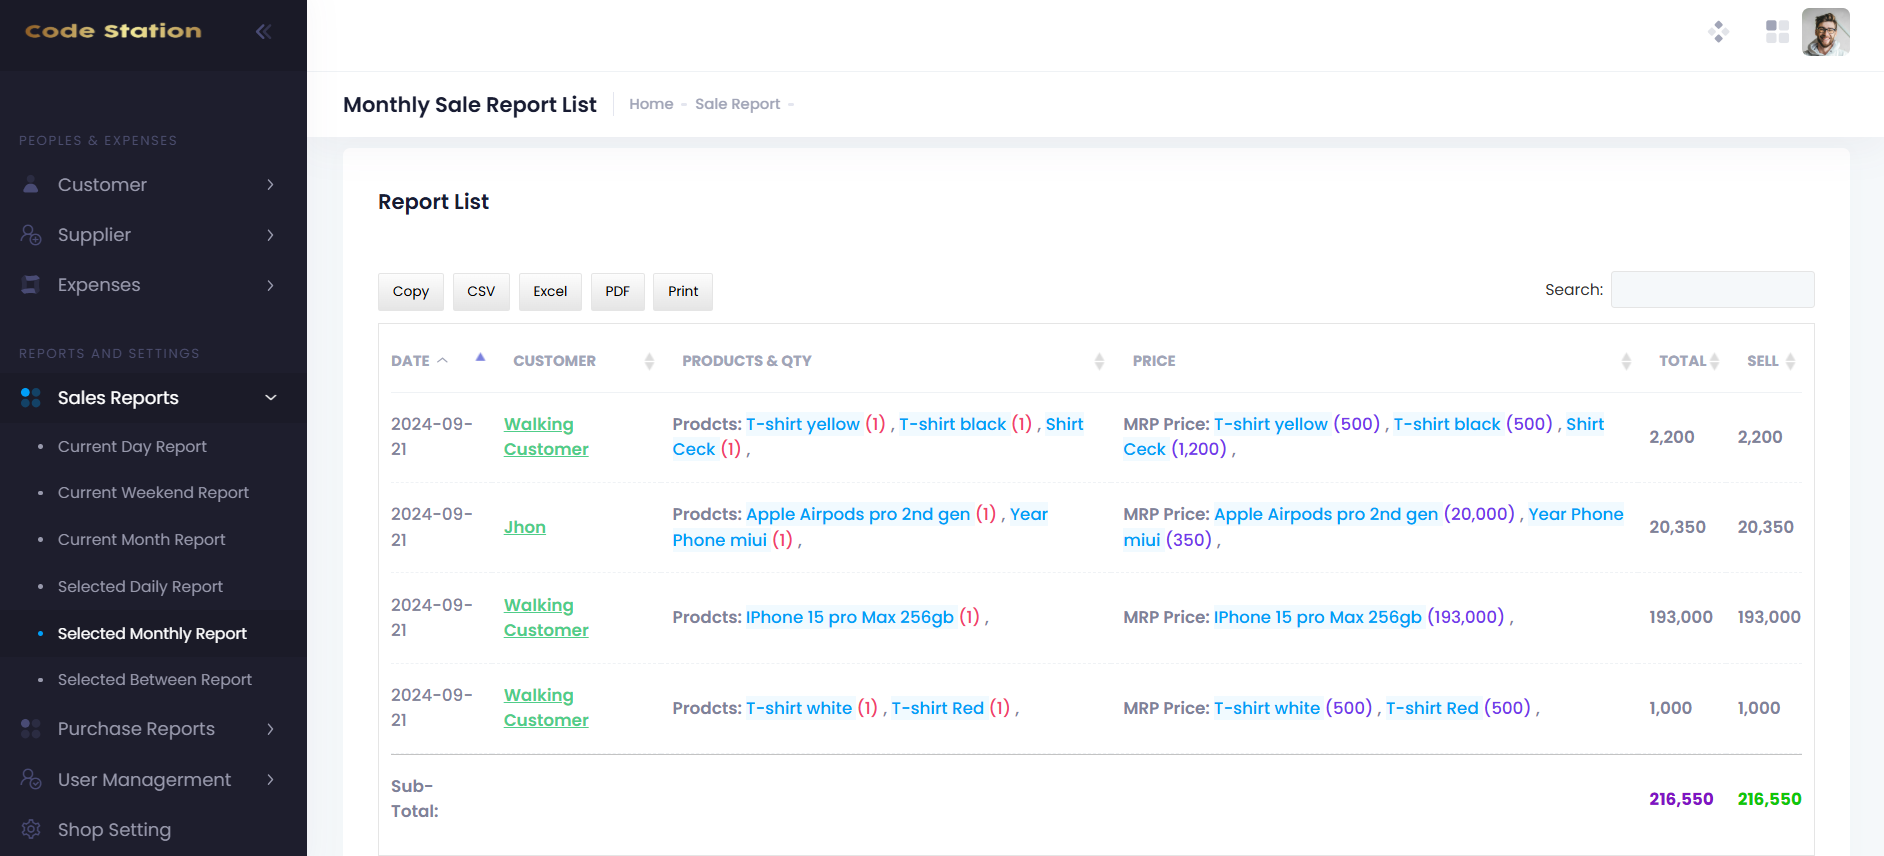 Code Station
PEOPLES & EXPENSES
Customer
Supplier
Expenses
REPORTS AND SETTINGS
Sales Reports
Current Day Report
Current Weekend Report
Current Month Report
Selected Daily Report
Selected Monthly Report
Selected Between Report
Purchase Reports
User Managerment
Shop Setting
Monthly Sale Report List
Home - Sale Report -
Report List
Copy CSV Excel PDF Print
Search:
DATE CUSTOMER PRODUCTS & QTY PRICE TOTAL SELL
2024-09-
21
Walking
Customer
Prodcts: T-shirt yellow (1) , T-shirt black (1) , Shirt
Ceck (1) ,
MRP Price: T-shirt yellow (500) , T-shirt black (500) , Shirt
Ceck (1,200) ,
2,200
2,200
2024-09-
21
Jhon
Prodcts: Apple Airpods pro 2nd gen (1) , Year
Phone miui (1) ,
MRP Price: Apple Airpods pro 2nd gen (20,000) , Year Phone
miui (350) ,
20,350
20,350
2024-09-
21
Walking
Customer
Prodcts: IPhone 15 pro Max 256gb (1) ,
MRP Price: IPhone 15 pro Max 256gb (193,000) ,
193,000
193,000
2024-09-
21
Walking
Customer
Prodcts: T-shirt white (1) , T-shirt Red (1) ,
MRP Price: T-shirt white (500) , T-shirt Red (500) ,
1,000
1,000
Sub-
Total:
216,550
216,550